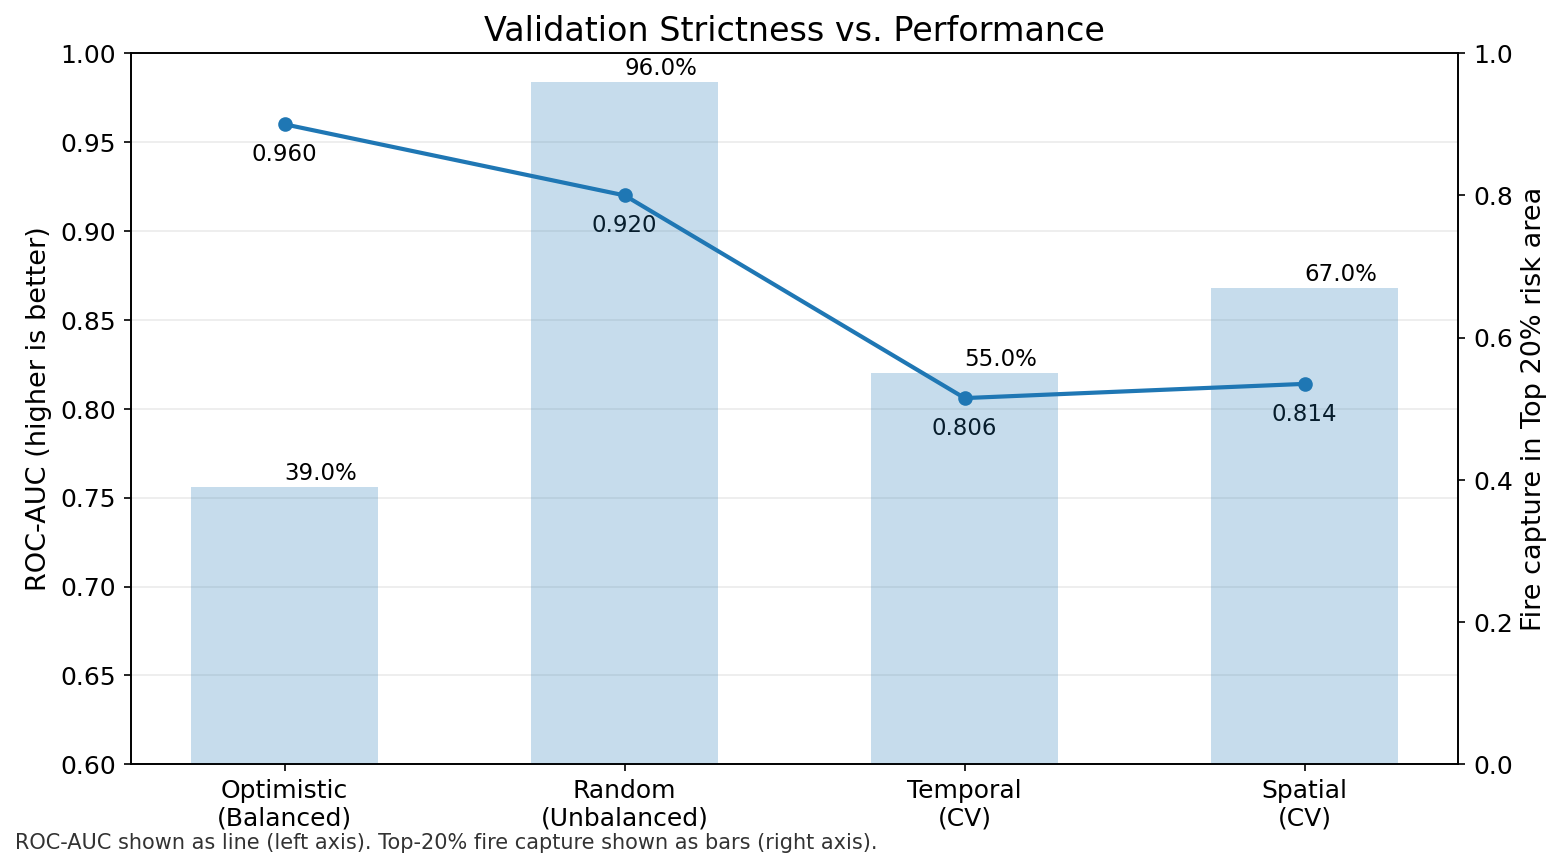 Validation Strictness vs. Performance
ROC-AUC (higher is better)
1.00
0.95
0.90
0.85
0.80
0.75
0.70
0.65
0.60
0.960
0.920
0.806
0.814
39.0%
96.0%
55.0%
67.0%
1.0
0.8
0.6
0.4
0.2
0.0
Fire capture in Top 20% risk area
Optimistic
(Balanced)
Random
(Unbalanced)
Temporal
(CV)
Spatial
(CV)
ROC-AUC shown as line (left axis). Top-20% fire capture shown as bars (right axis).